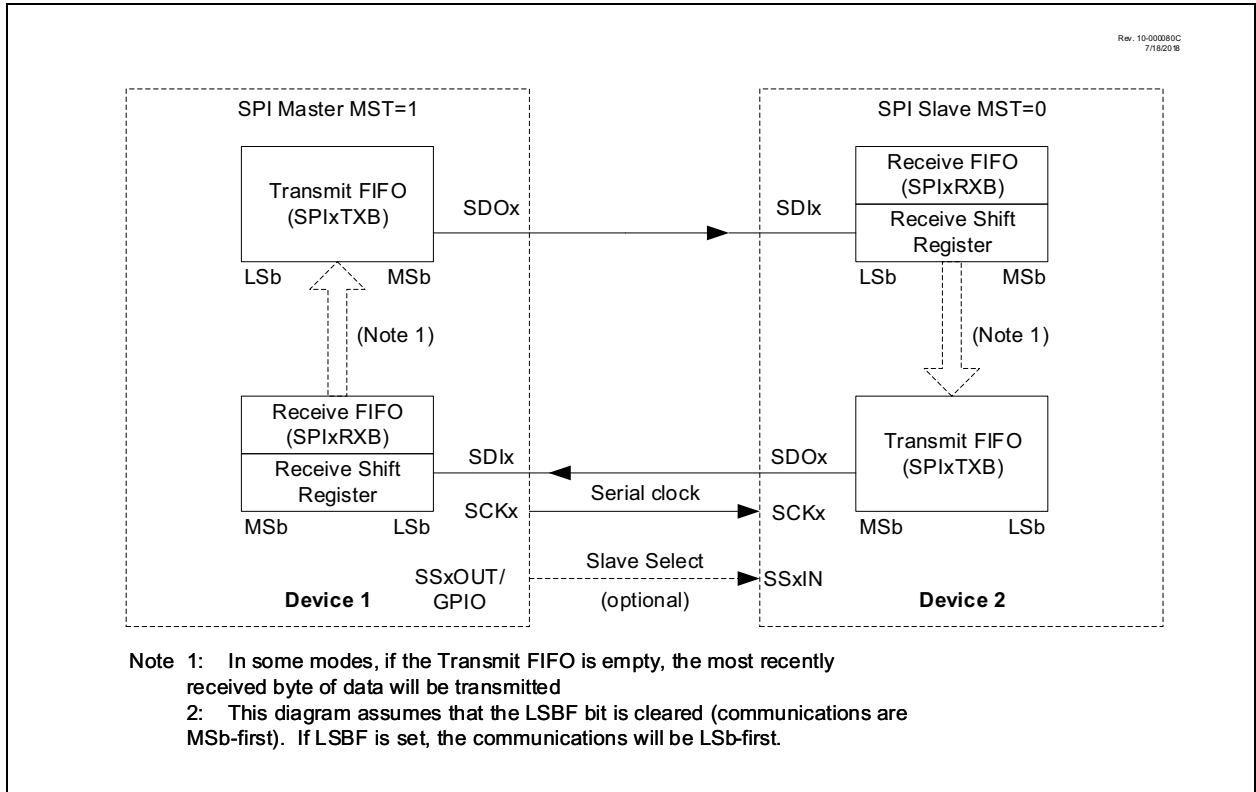 Rev. 10-000080C
7/18/2018
SPI Master MST=1
SPI Slave MST=0
Transmit FIFO
(SPIxTXB)
SDOx
SDIx
Receive FIFO
(SPIxRXB)
Receive Shift
Register
LSb
MSb
LSb
MSb
(Note 1)
(Note 1)
Receive FIFO
(SPIxRXB)
Receive Shift
Register
SDIx
SDOx
Transmit FIFO
(SPIxTXB)
Serial clock
SCKx
SCKx
MSb
LSb
MSb
LSb
Slave Select
(optional)
SSxOUT/
GPIO
SSxIN
Device 1
Device 2
Note 1: In some modes, if the Transmit FIFO is empty, the most recently
received byte of data will be transmitted
2: This diagram assumes that the LSBF bit is cleared (communications are
MSb-first). If LSBF is set, the communications will be LSb-first.